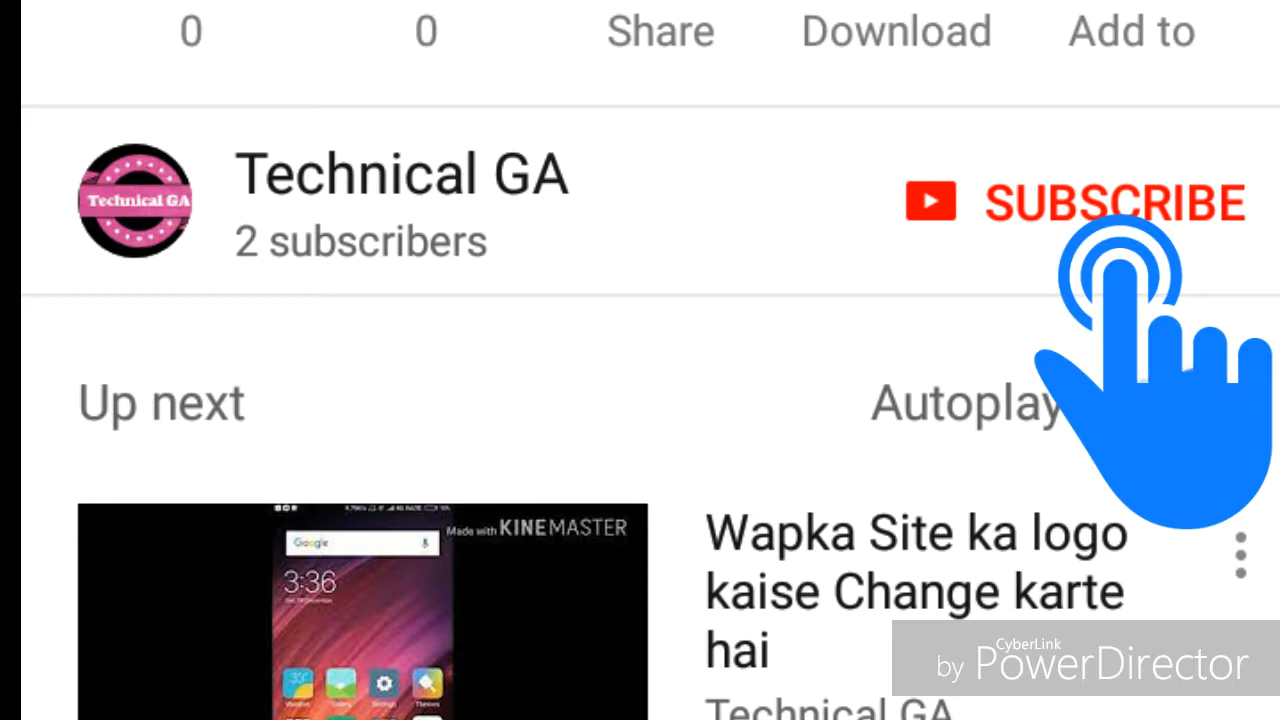 0 0 Share Download Add to
Technical GA
Technical GA
2 subscribers
SUBSCRIBE
Up next
Autoplay
Made with KINEMASTER
Google
3:36
Wapka Site ka logo
kaise Change karte
hai
Technical GA
CyberLink
by PowerDirector